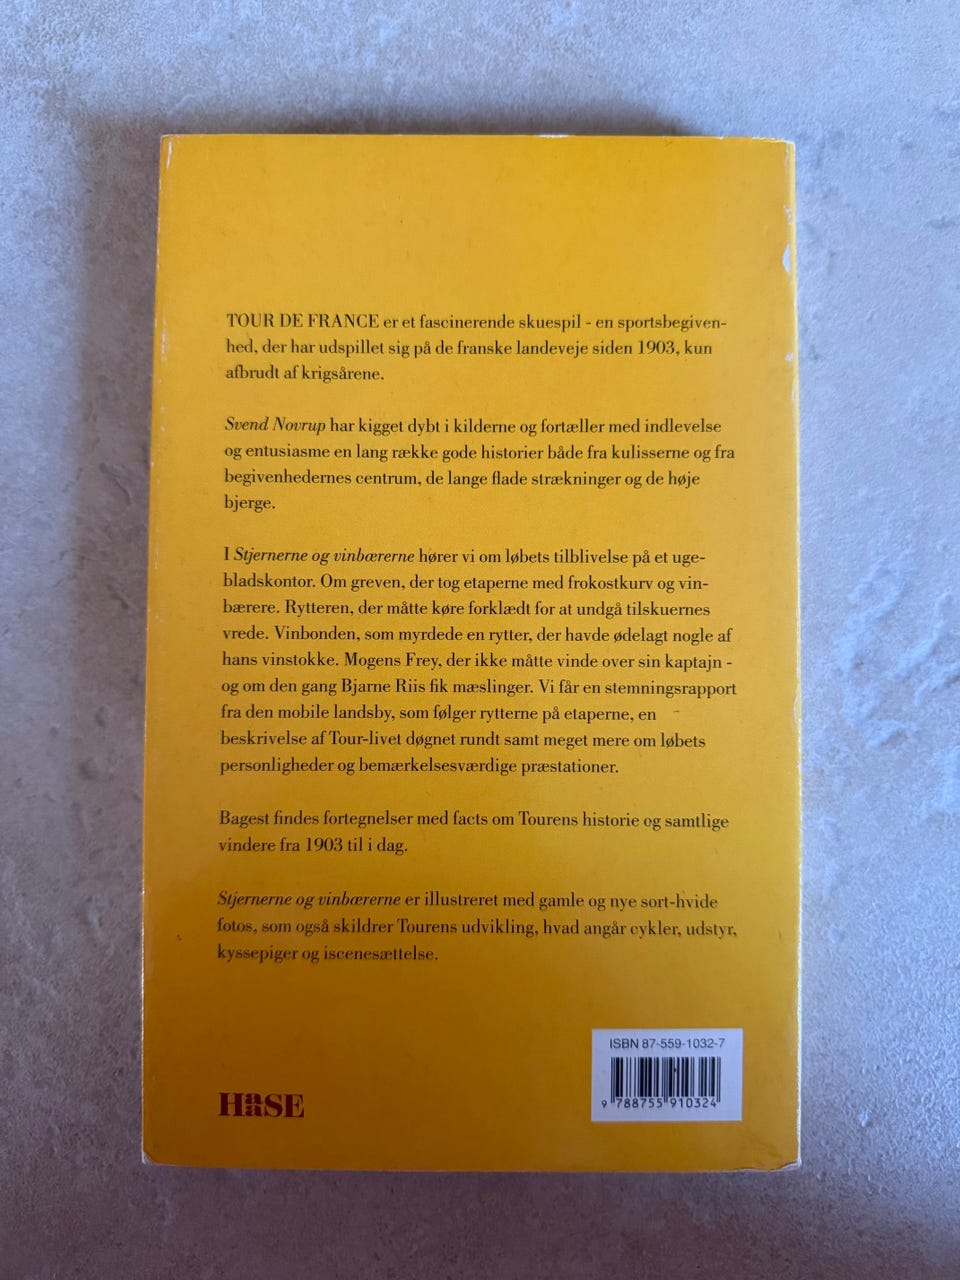 TOUR DE FRANCE er et fascinerende skuespil - en sportsbegiven-
hed, der har udspillet sig på de franske landeveje siden 1903, kun
afbrudt af krigsårene.
Svend Novrup har kigget dybt i kilderne og fortæller med indlevelse
og entusiasme en lang række gode historier både fra kulisserne og fra
begivenhedernes centrum, de lange flade strækninger og de høje
bjerge.
I Stjernerne og vinbærerne hører vi om løbets tilblivelse på et uge-
bladskontor. Om greven, der tog etaperne med frokostkurv og vin-
bærere. Rytteren, der måtte køre forklædt for at undgå tilskuernes
vrede. Vinbonden, som myrdede en rytter, der havde ødelagt nogle af
hans vinstokke. Mogens Frey, der ikke måtte vinde over sin kaptajn -
og om den gang Bjarne Riis fik mæslinger. Vi får en stemningsrapport
fra den mobile landsby, som følger rytterne på etaperne, en
beskrivelse af Tour-livet døgnet rundt samt meget mere om løbets
personligheder og bemærkelsesværdige præstationer.
Bagest findes fortegnelser med facts om Tourens historie og samtlige
vindere fra 1903 til i dag.
Stjernerne og vinbærerne er illustreret med gamle og nye sort-hvide
fotos, som også skildrer Tourens udvikling, hvad angår cykler, udstyr,
kyssepiger og iscenesættelse.
ISBN 87-559-1032-7
9 788755 910324
HaaSE